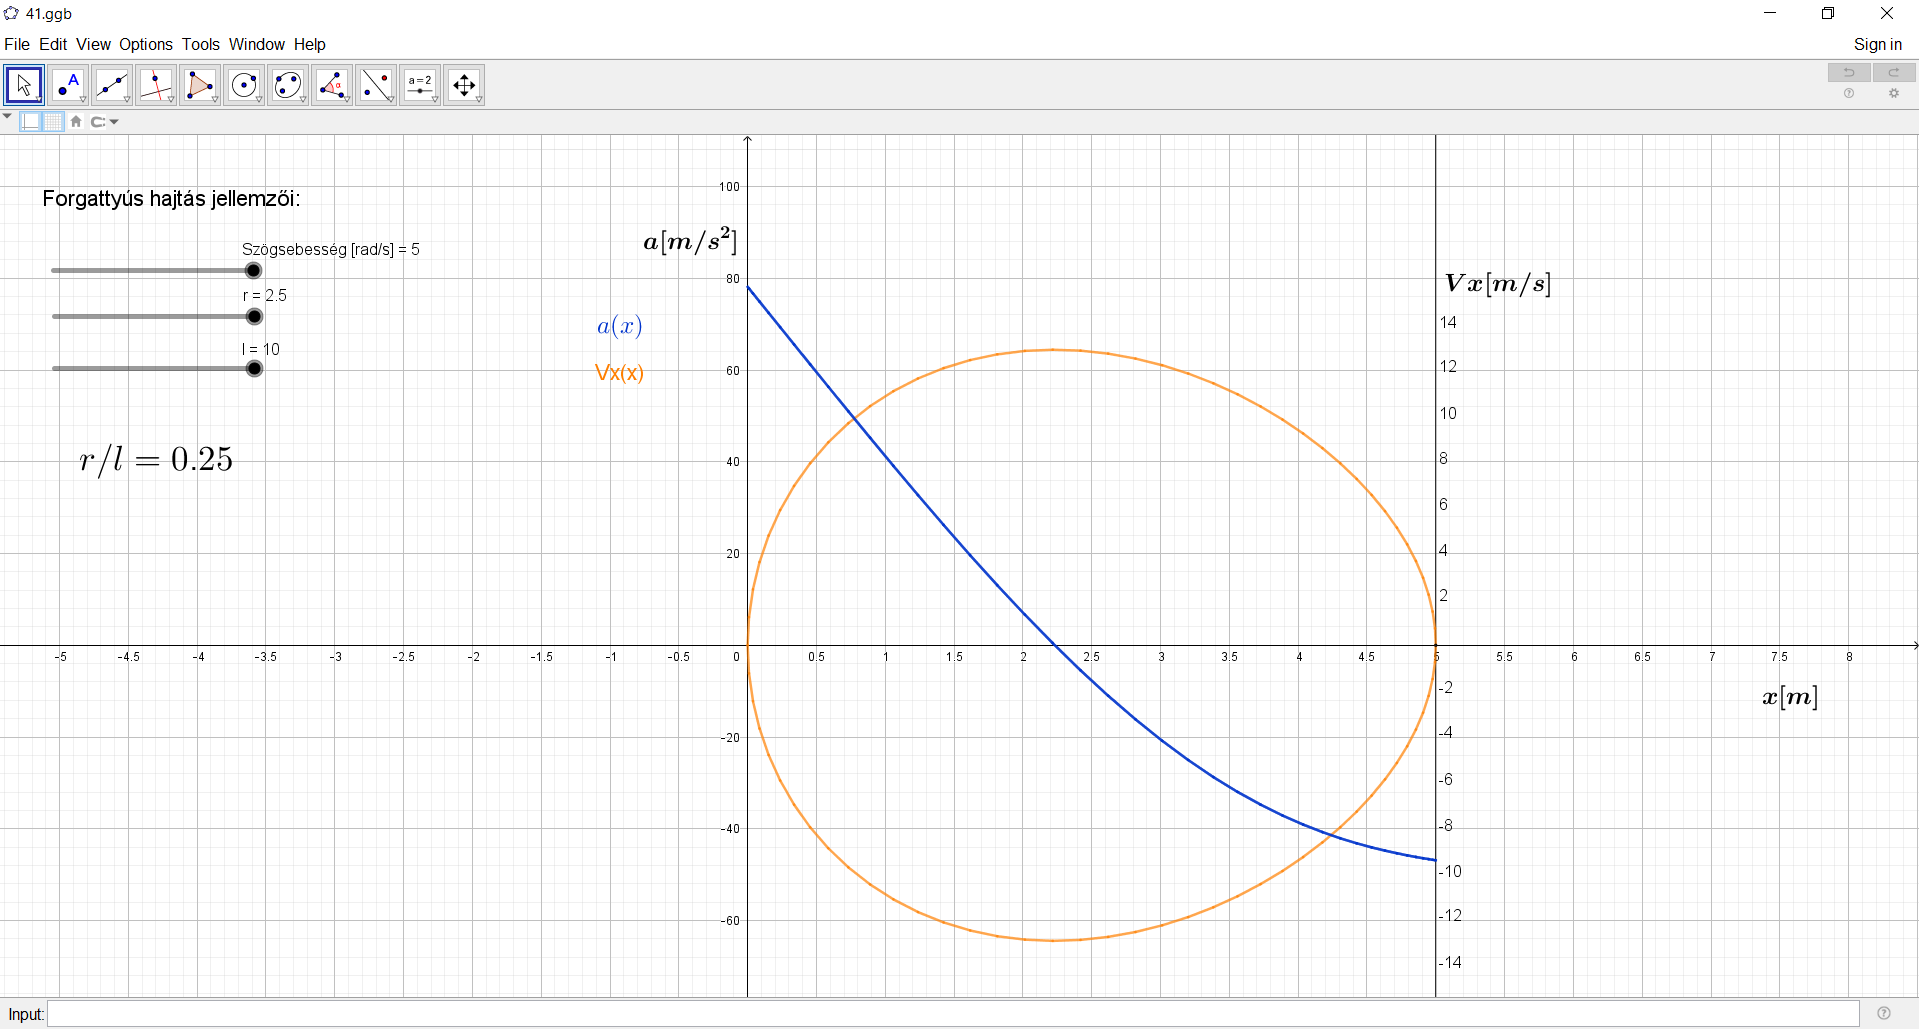 41.ggb
File Edit View Options Tools Window Help
Sign in
A
α
a=2
Forgattyús hajtás jellemzői:
Szögsebesség [rad/s] = 5
r = 2.5
l = 10
r/l = 0.25
a[m/s²]
a(x)
Vx(x)
Vx[m/s]
x[m]
100
80
60
40
20
-20
-40
-60
14
12
10
8
6
4
2
-2
-4
-6
-8
-10
-12
-14
-5 -4.5 -4 -3.5 -3 -2.5 -2 -1.5 -1 -0.5 0 0.5 1 1.5 2 2.5 3 3.5 4 4.5 5 5.5 6 6.5 7 7.5 8
Input: